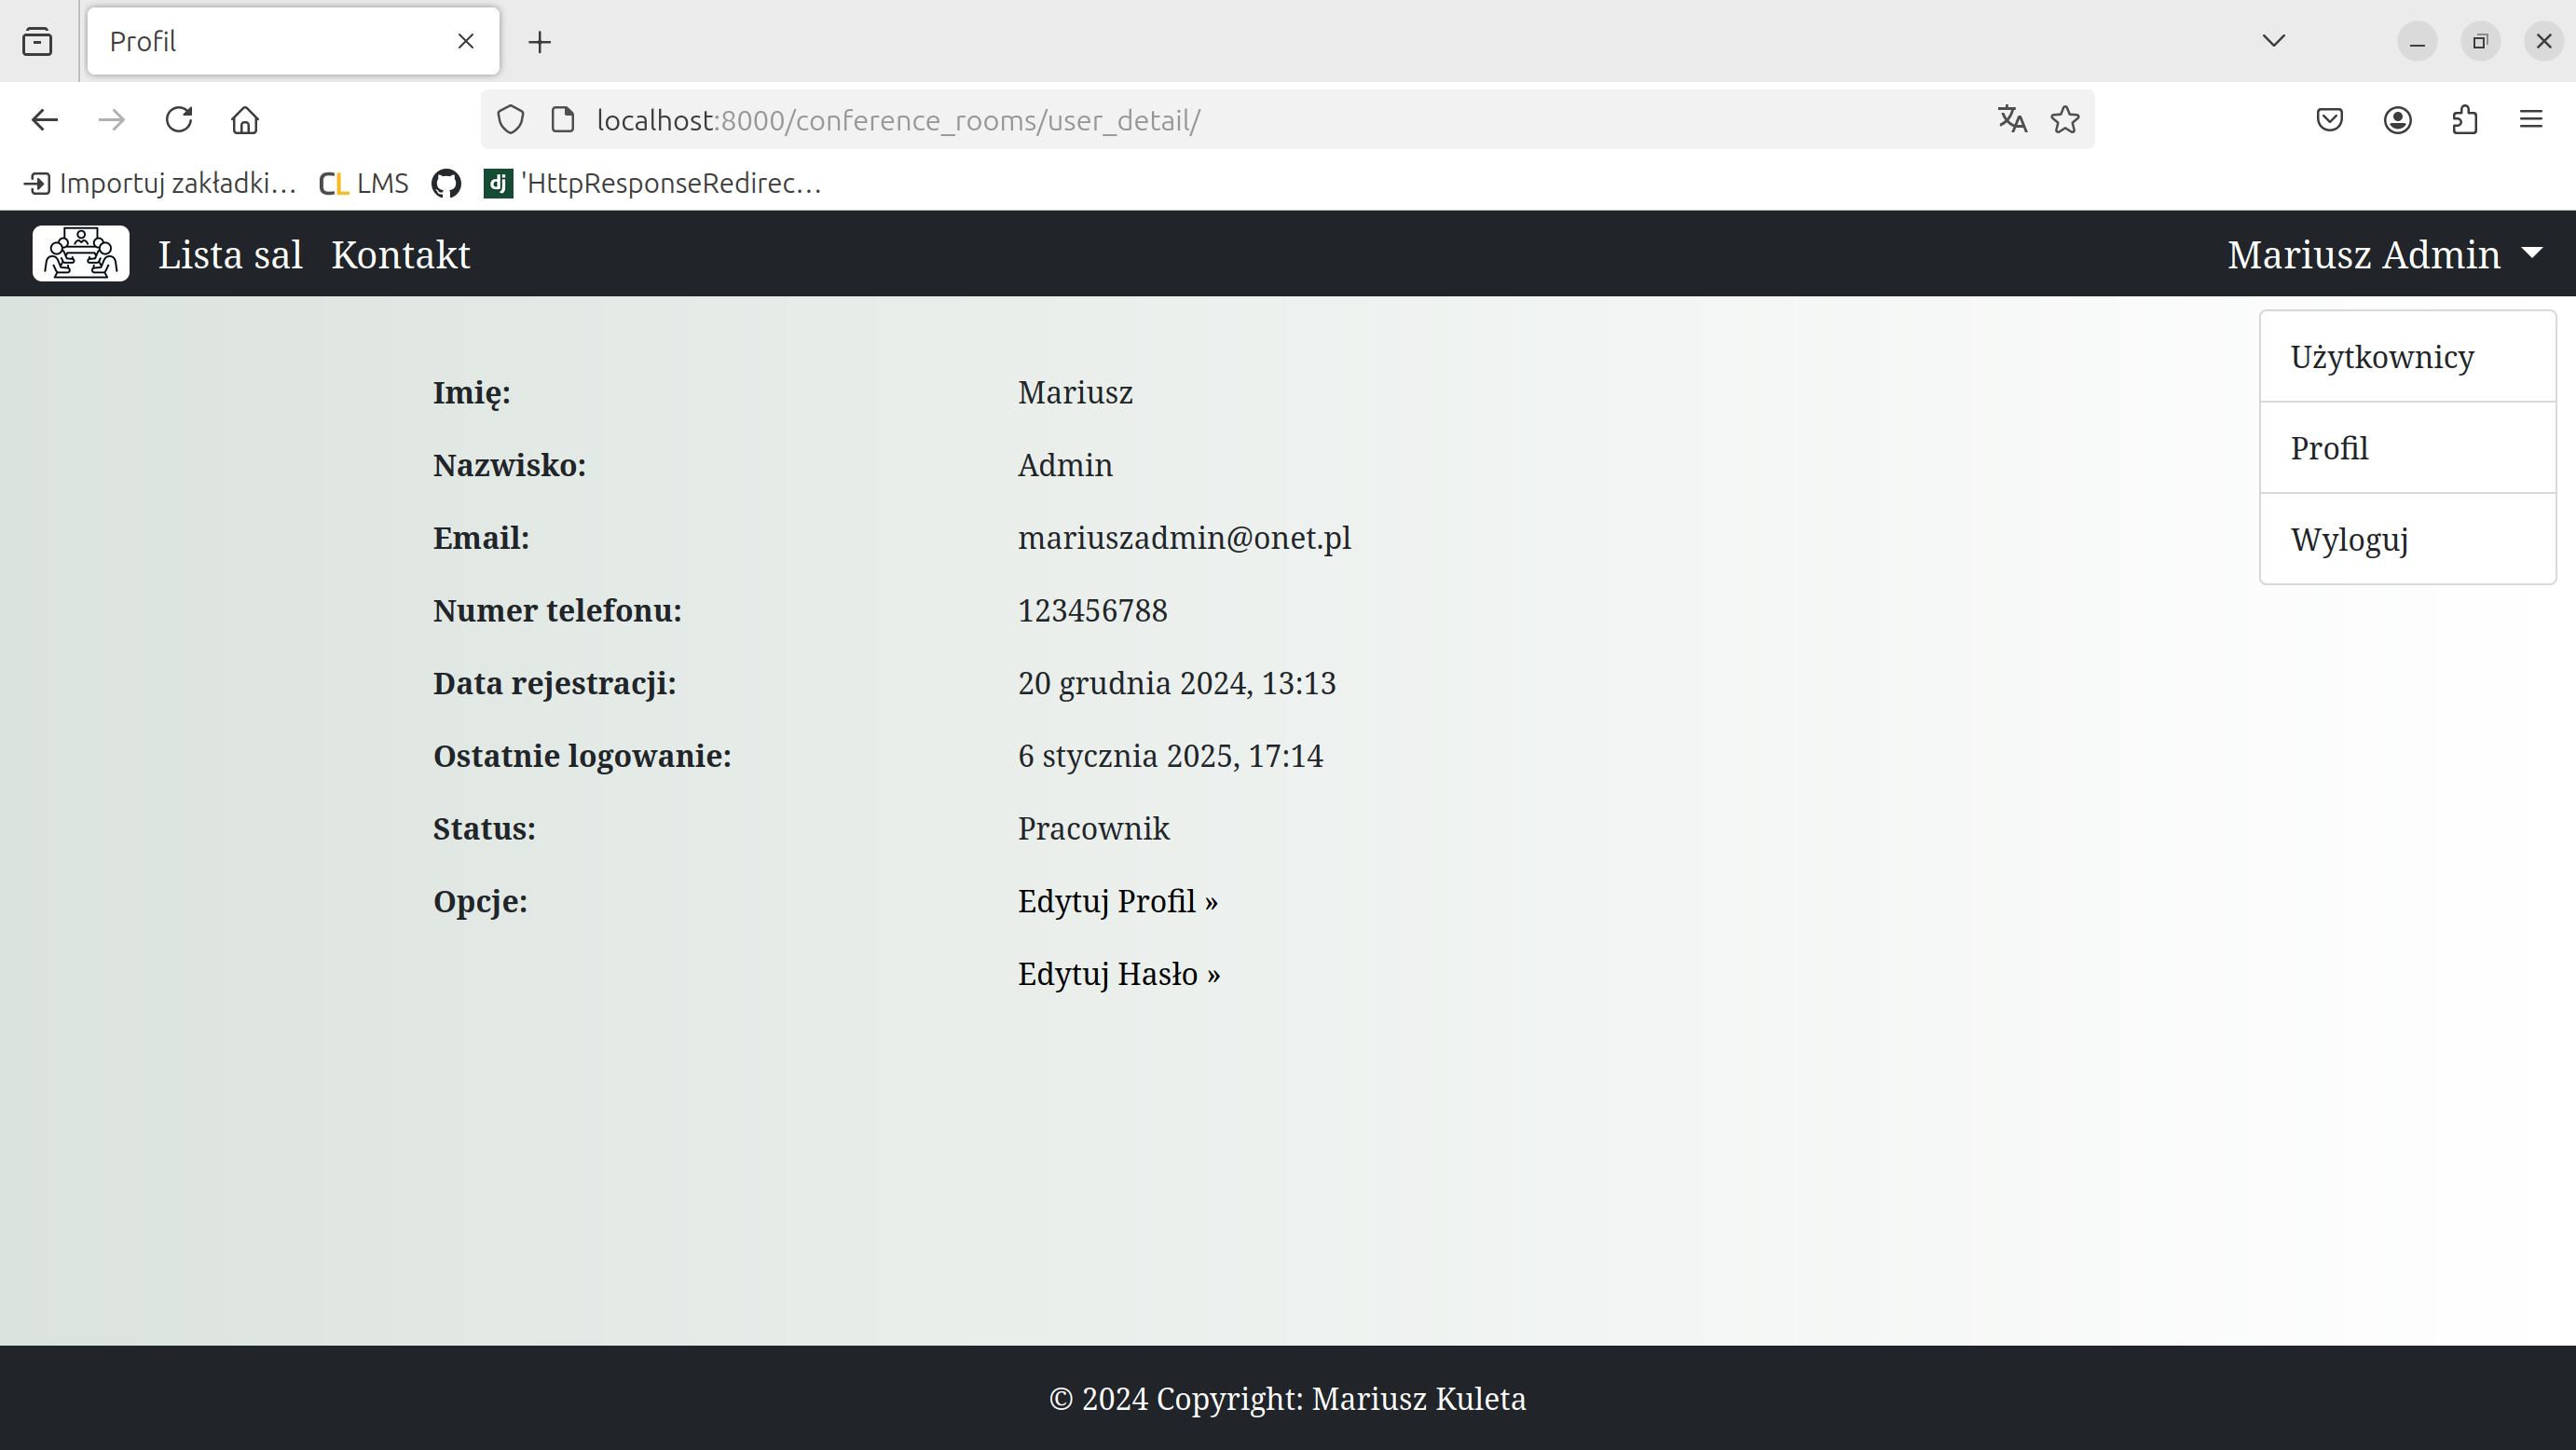 Profil
localhost:8000/conference_rooms/user_detail/
Importuj zakładki... CL LMS dj 'HttpResponseRedirec...
Lista sal Kontakt Mariusz Admin
Użytkownicy
Profil
Wyloguj
Imię: Mariusz
Nazwisko: Admin
Email: mariuszadmin@onet.pl
Numer telefonu: 123456788
Data rejestracji: 20 grudnia 2024, 13:13
Ostatnie logowanie: 6 stycznia 2025, 17:14
Status: Pracownik
Opcje: Edytuj Profil »
Edytuj Hasło »
© 2024 Copyright: Mariusz Kuleta